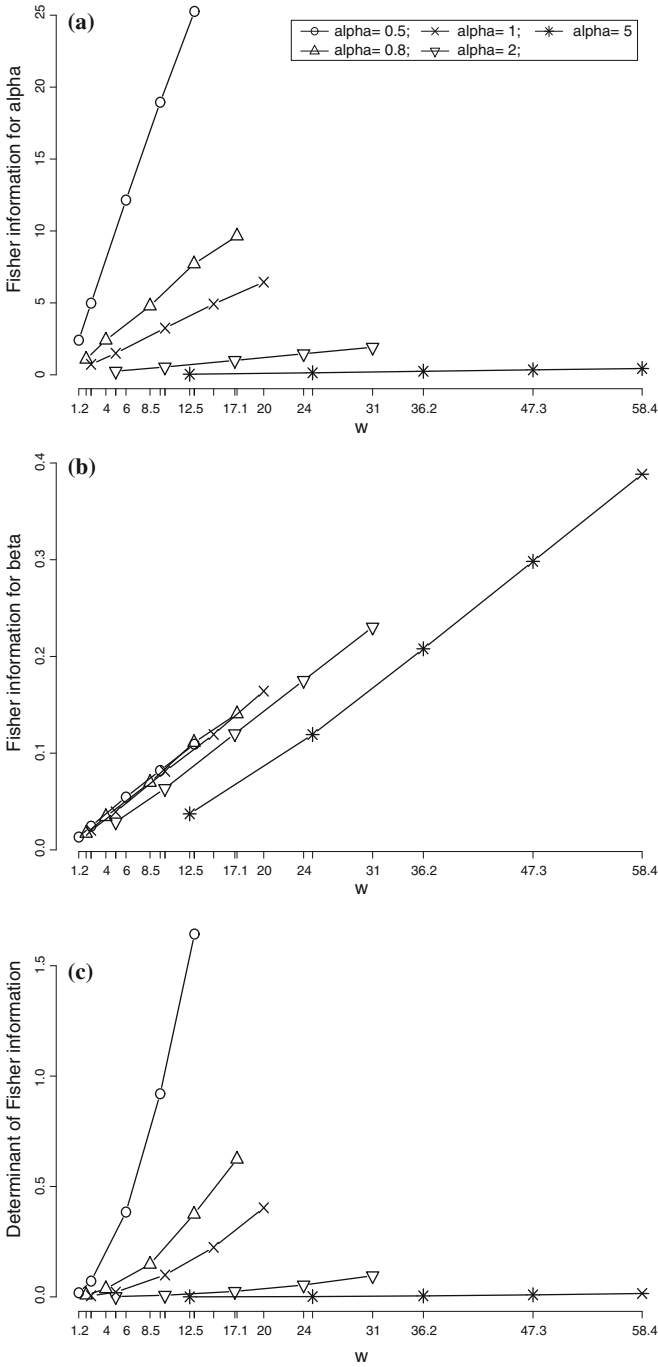 (a)
alpha= 0.5; alpha= 1; alpha= 5
alpha= 0.8; alpha= 2;
Fisher information for alpha
25
20
15
10
5
0
1.2 4 6 8.5 12.5 17.1 20 24 31 36.2 47.3 58.4
w
(b)
Fisher information for beta
0.4
0.3
0.2
0.1
0.0
1.2 4 6 8.5 12.5 17.1 20 24 31 36.2 47.3 58.4
w
(c)
Determinant of Fisher information
1.5
1.0
0.5
0.0
1.2 4 6 8.5 12.5 17.1 20 24 31 36.2 47.3 58.4
w